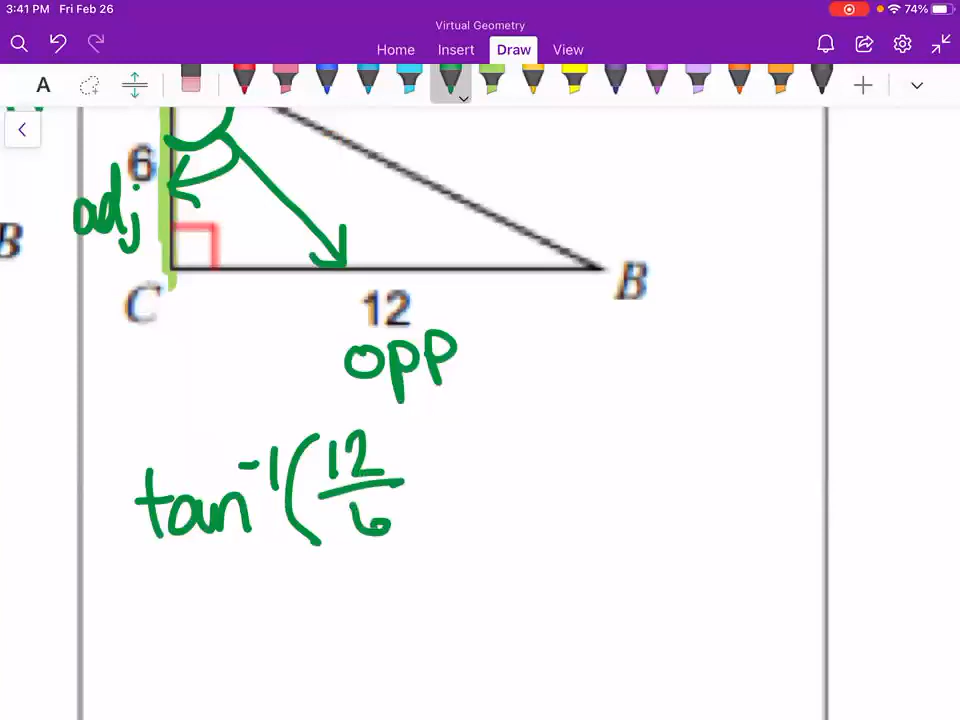 3:41 PM Fri Feb 26
74%
Virtual Geometry
Home Insert Draw View
A
6
adj
B
C
12
B
opp
tan⁻¹(12/6